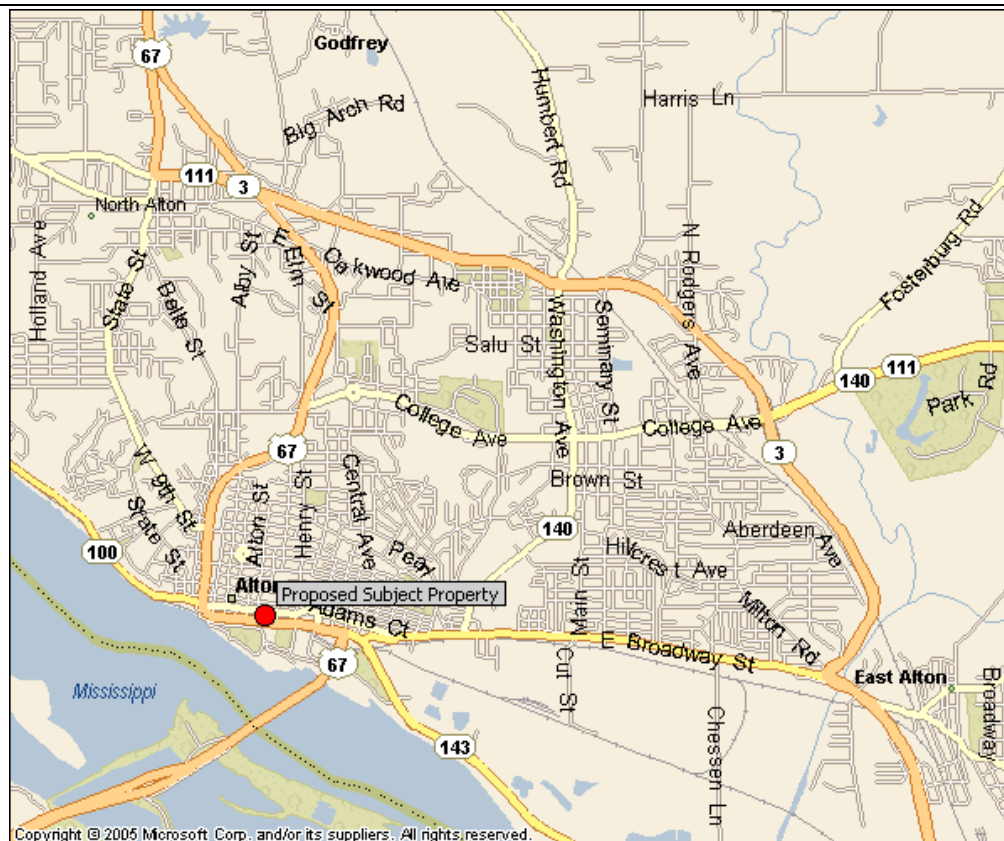 67
Godfrey
Big Arch Rd
Humbert Rd
Harris Ln
111
3
North Alton
Holland Ave
State St
Belle St
Alby St
E Elm St
Oakwood Ave
N Rodgers Ave
Fosterburg Rd
Salu St
Washington Ave
Seminary St
140
111
Park Rd
College Ave
College Ave
67
3
W 9th St
State St
Alton St
Henry St
Central Ave
Pearl
Brown St
140
Aberdeen Ave
Hillcrest Ave
100
Alton
Proposed Subject Property
Adams Ct
Main St
Milton Rd
E Broadway St
67
Cut St
East Alton
Broadway
Mississippi
143
Chessen Ln
Copyright © 2005 Microsoft Corp. and/or its suppliers. All rights reserved.